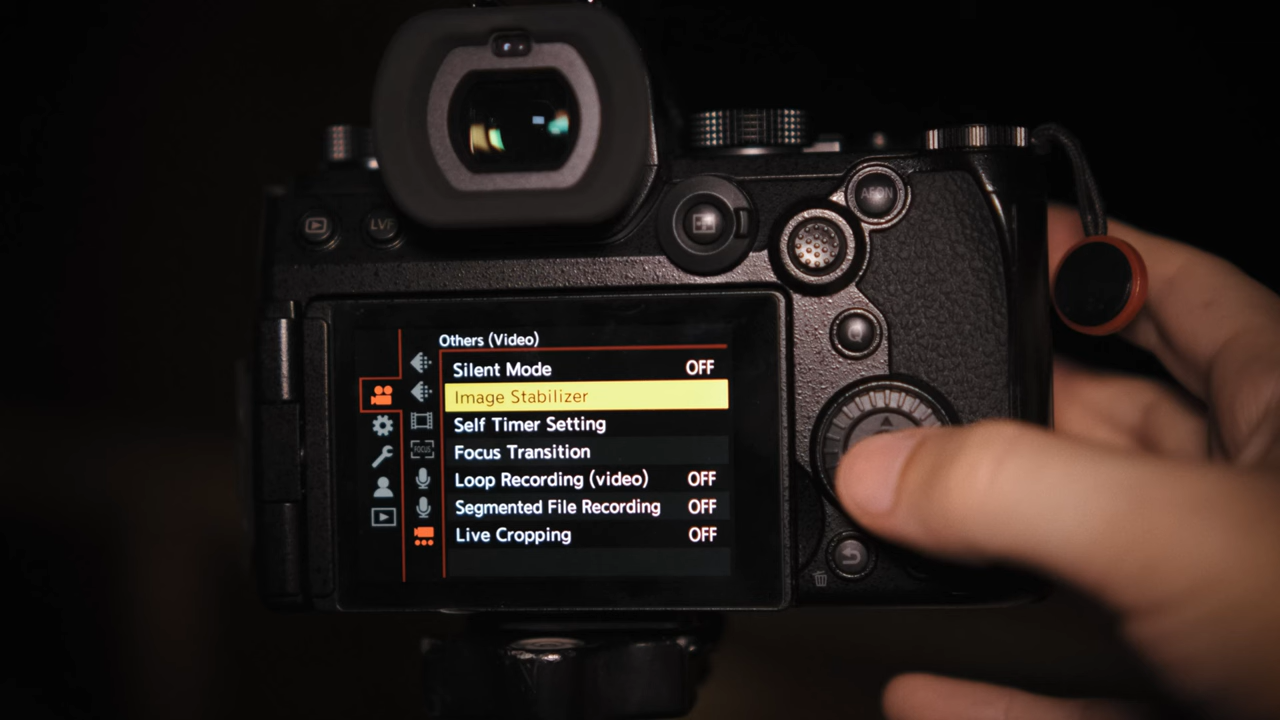 LVF
AF/ON
Q
Others (Video)
Silent Mode OFF
Image Stabilizer
Self Timer Setting
Focus Transition
Loop Recording (video) OFF
Segmented File Recording OFF
Live Cropping OFF
FOCUS